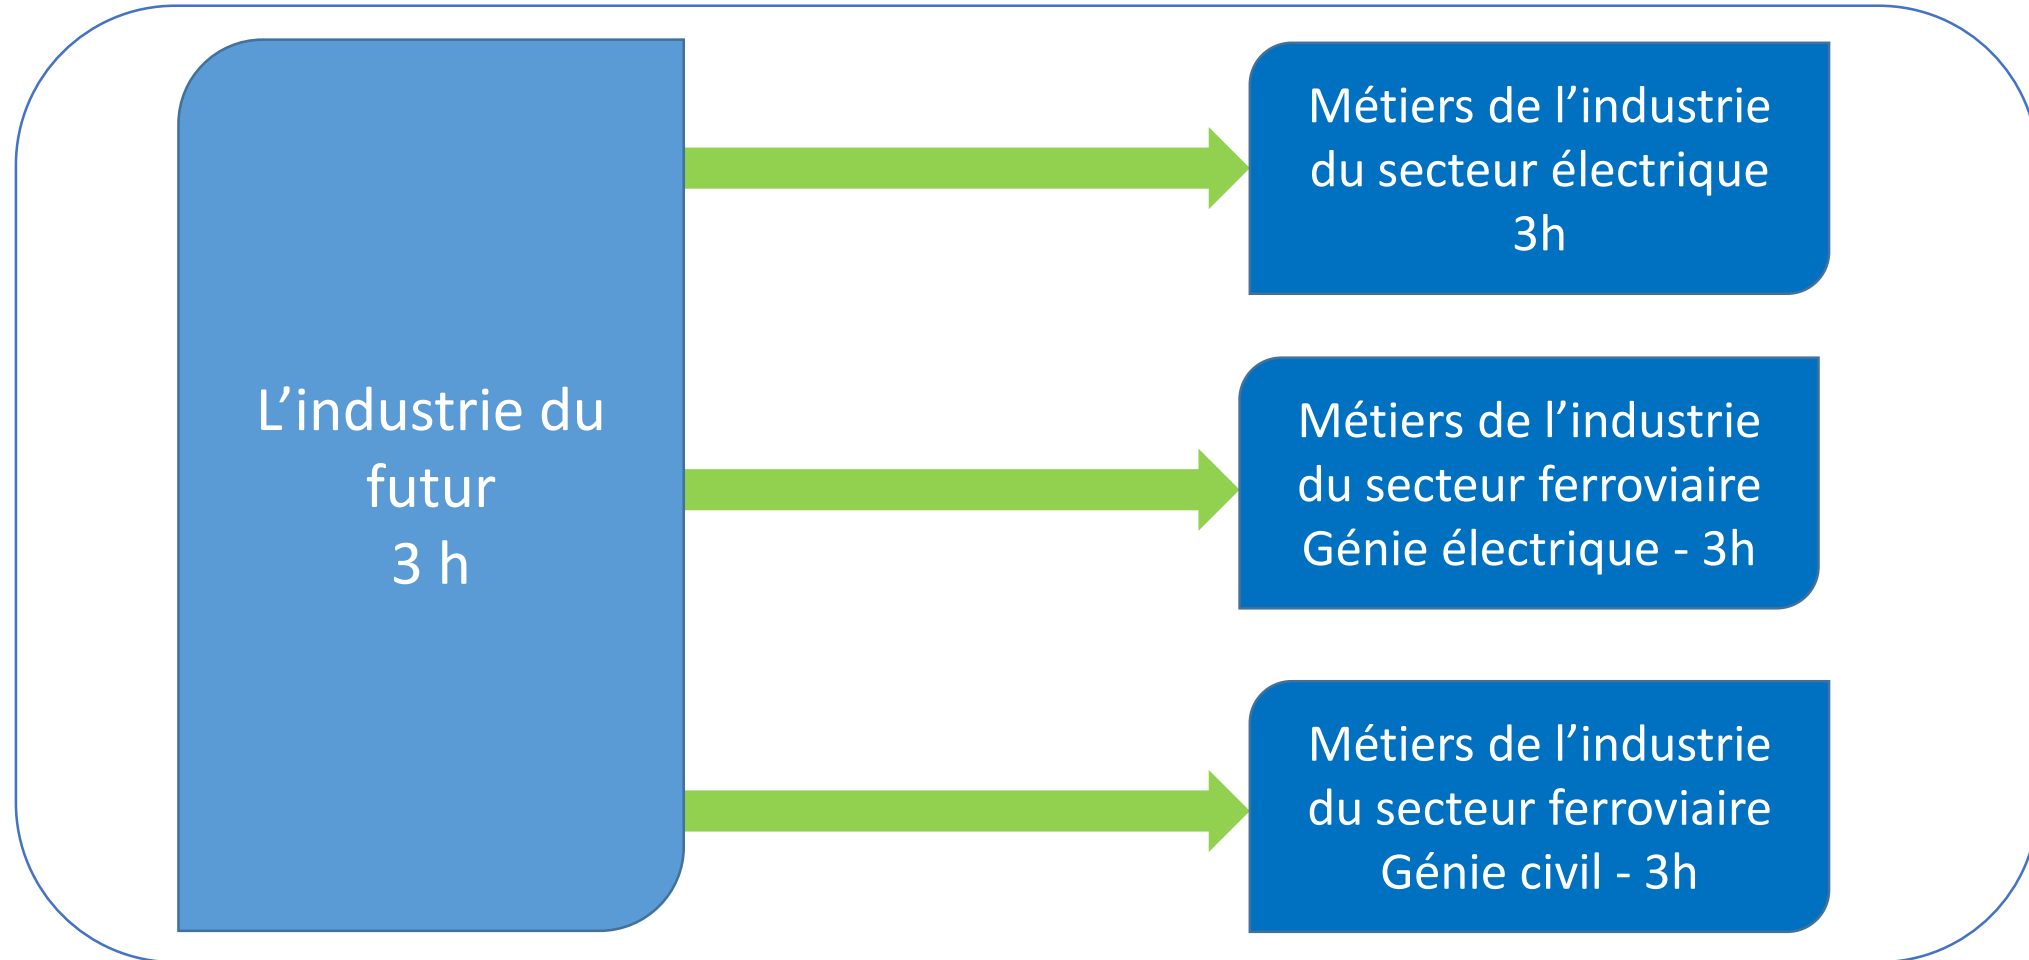 L’industrie du
futur
3 h
Métiers de l’industrie
du secteur électrique
3h
Métiers de l’industrie
du secteur ferroviaire
Génie électrique - 3h
Métiers de l’industrie
du secteur ferroviaire
Génie civil - 3h